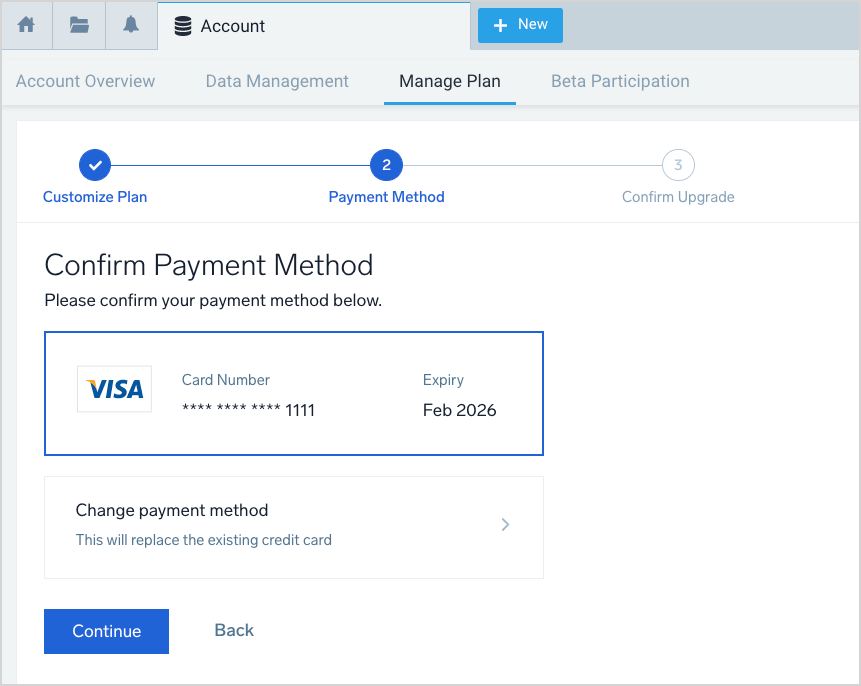 Account
New
Account Overview Data Management Manage Plan Beta Participation
2 3
Customize Plan Payment Method Confirm Upgrade
Confirm Payment Method
Please confirm your payment method below.
VISA
Card Number Expiry
**** **** **** 1111 Feb 2026
Change payment method
This will replace the existing credit card
Continue Back